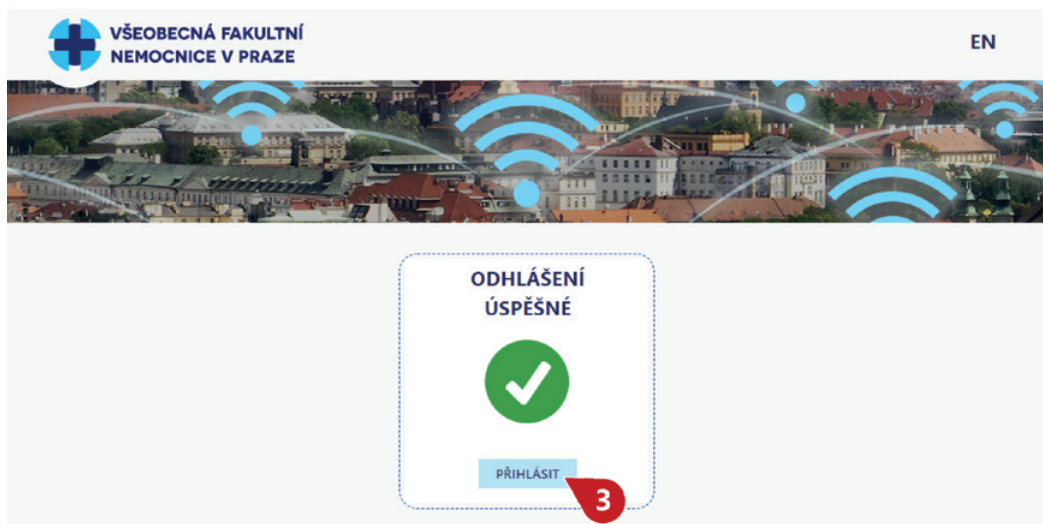 VŠEOBECNÁ FAKULTNÍ
NEMOCNICE V PRAZE
EN
ODHLÁŠENÍ
ÚSPĚŠNÉ
PŘIHLÁSIT
3